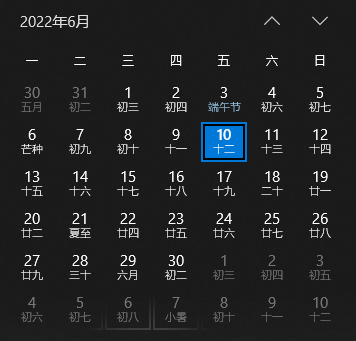 2022年6月
一 二 三 四 五 六 日
30 31 1 2 3 4 5
五月 初二 初三 初四 端午节 初六 初七
6 7 8 9 10 11 12
芒种 初九 初十 十一 十二 十三 十四
13 14 15 16 17 18 19
十五 十六 十七 十八 十九 二十 廿一
20 21 22 23 24 25 26
廿二 夏至 廿四 廿五 廿六 廿七 廿八
27 28 29 30 1 2 3
廿九 三十 六月 初二 初三 初四 初五
4 5 6 7 8 9 10
初六 初七 初八 小暑 初十 十一 十二